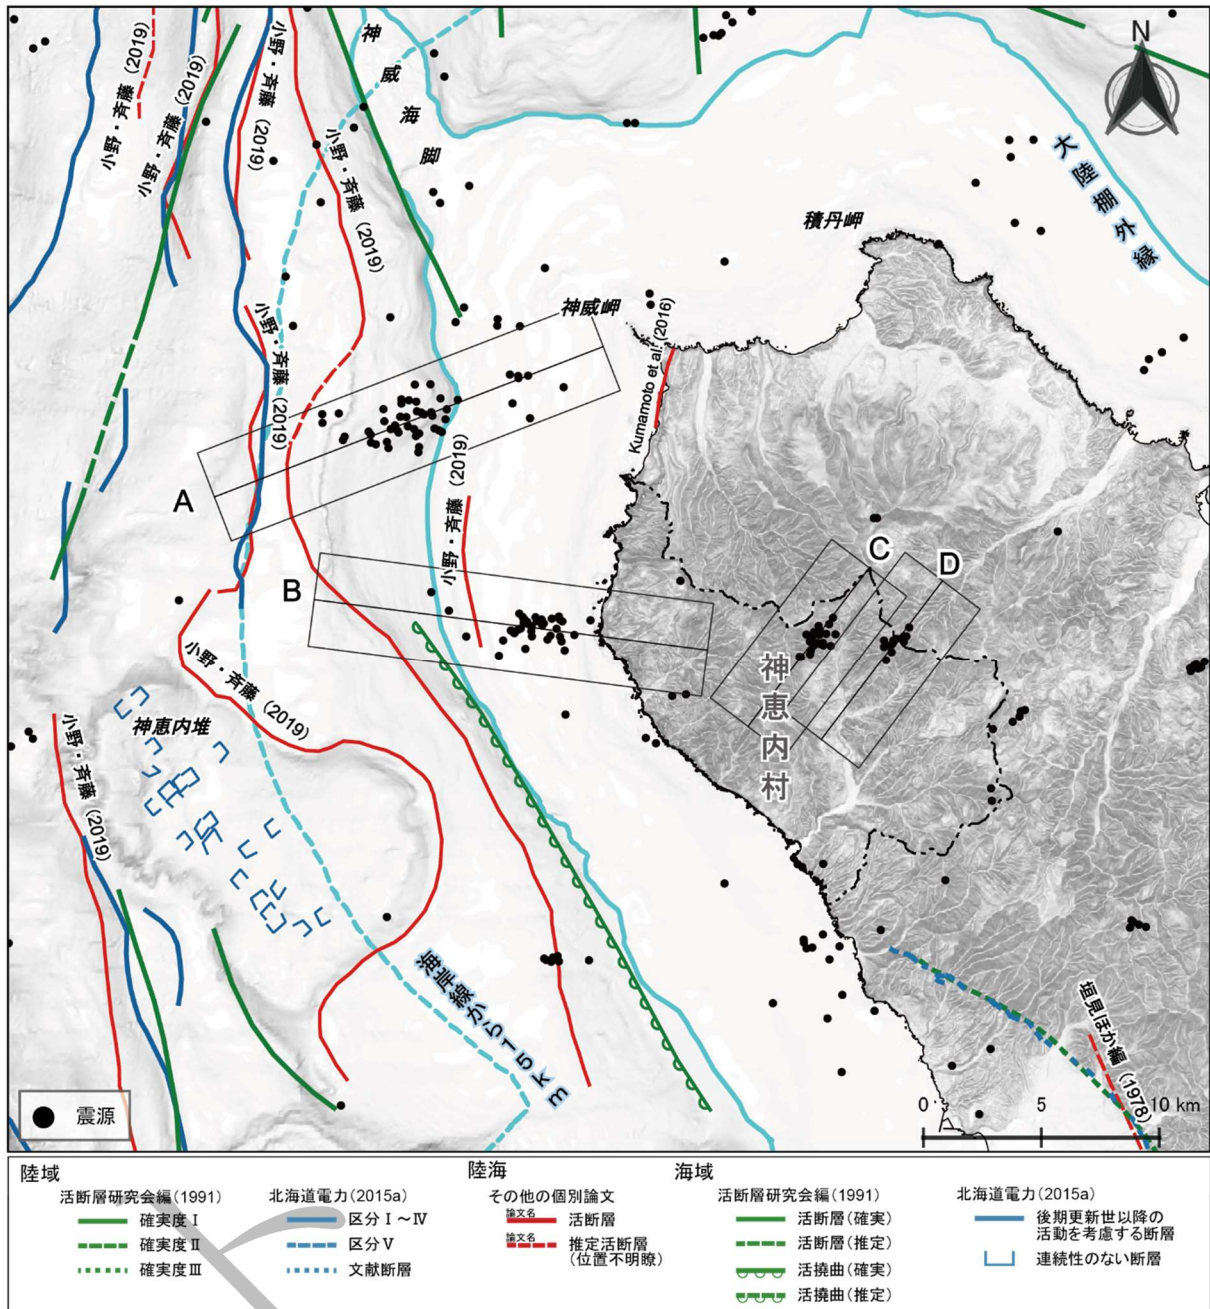 小野・斉藤(2019)
小野・斉藤(2019)
小野・斉藤(2019)
小野・斉藤(2019)
神威海脚
N
大陸棚外縁
積丹岬
神威岬
Kumamoto et al. (2016)
小野・斉藤(2019)
小野・斉藤(2019)
A
B
C
D
神恵内村
小野・斉藤(2019)
神恵内堆
小野・斉藤(2019)
海岸線から15km
垣見ほか編(1978)
震源
0 5 10 km
陸域
活断層研究会編(1991)
確実度Ⅰ
確実度Ⅱ
確実度Ⅲ
北海道電力(2015a)
区分Ⅰ~Ⅳ
区分Ⅴ
文献断層
陸海
その他の個別論文
論文名 活断層
論文名 推定活断層
(位置不明瞭)
海域
活断層研究会編(1991)
活断層(確実)
活断層(推定)
活撓曲(確実)
活撓曲(推定)
北海道電力(2015a)
後期更新世以降の
活動を考慮する断層
連続性のない断層